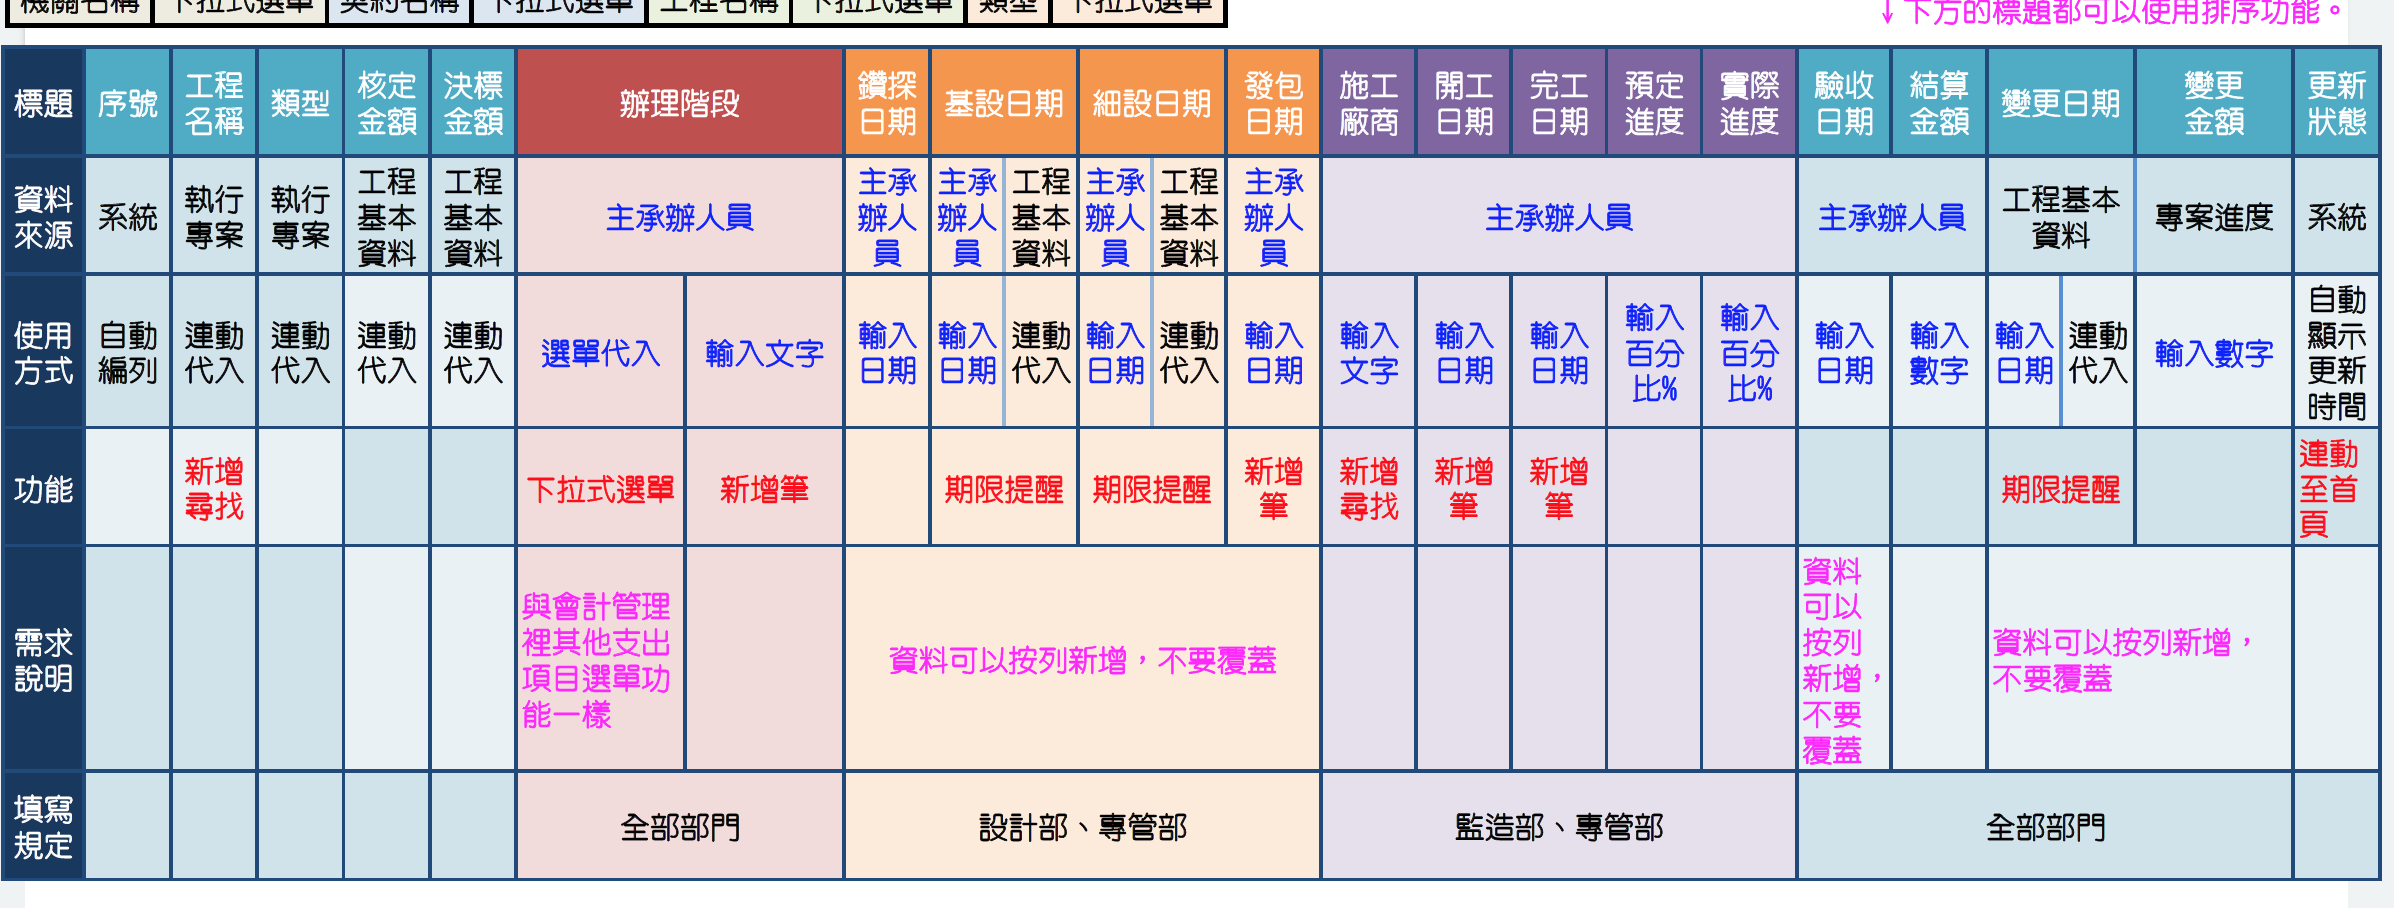 機關名稱 下拉式選單 契約名稱 下拉式選單 工程名稱 下拉式選單 類型 下拉式選單
↓下方的標題都可以使用排序功能。
標題 序號 工程名稱 類型 核定金額 決標金額 辦理階段 鑽探日期 基設日期 細設日期 發包日期 施工廠商 開工日期 完工日期 預定進度 實際進度 驗收日期 結算金額 變更日期 變更金額 更新狀態
資料來源 系統 執行專案 執行專案 工程基本資料 工程基本資料 主承辦人員 主承辦人員 主承辦人員 工程基本資料 主承辦人員 工程基本資料 主承辦人員 主承辦人員 主承辦人員 工程基本資料 專案進度 系統
使用方式 自動編列 連動代入 連動代入 連動代入 連動代入 選單代入 輸入文字 輸入日期 輸入日期 連動代入 輸入日期 連動代入 輸入日期 輸入文字 輸入日期 輸入日期 輸入百分比% 輸入百分比% 輸入日期 輸入數字 輸入日期 連動代入 輸入數字 自動顯示更新時間
功能 新增尋找 下拉式選單 新增筆 期限提醒 期限提醒 新增筆 新增尋找 新增筆 新增筆 期限提醒 連動至首頁
需求說明 與會計管理裡其他支出項目選單功能一樣 資料可以按列新增，不要覆蓋 資料可以按列新增，不要覆蓋 資料可以按列新增，不要覆蓋
填寫規定 全部部門 設計部、專管部 監造部、專管部 全部部門